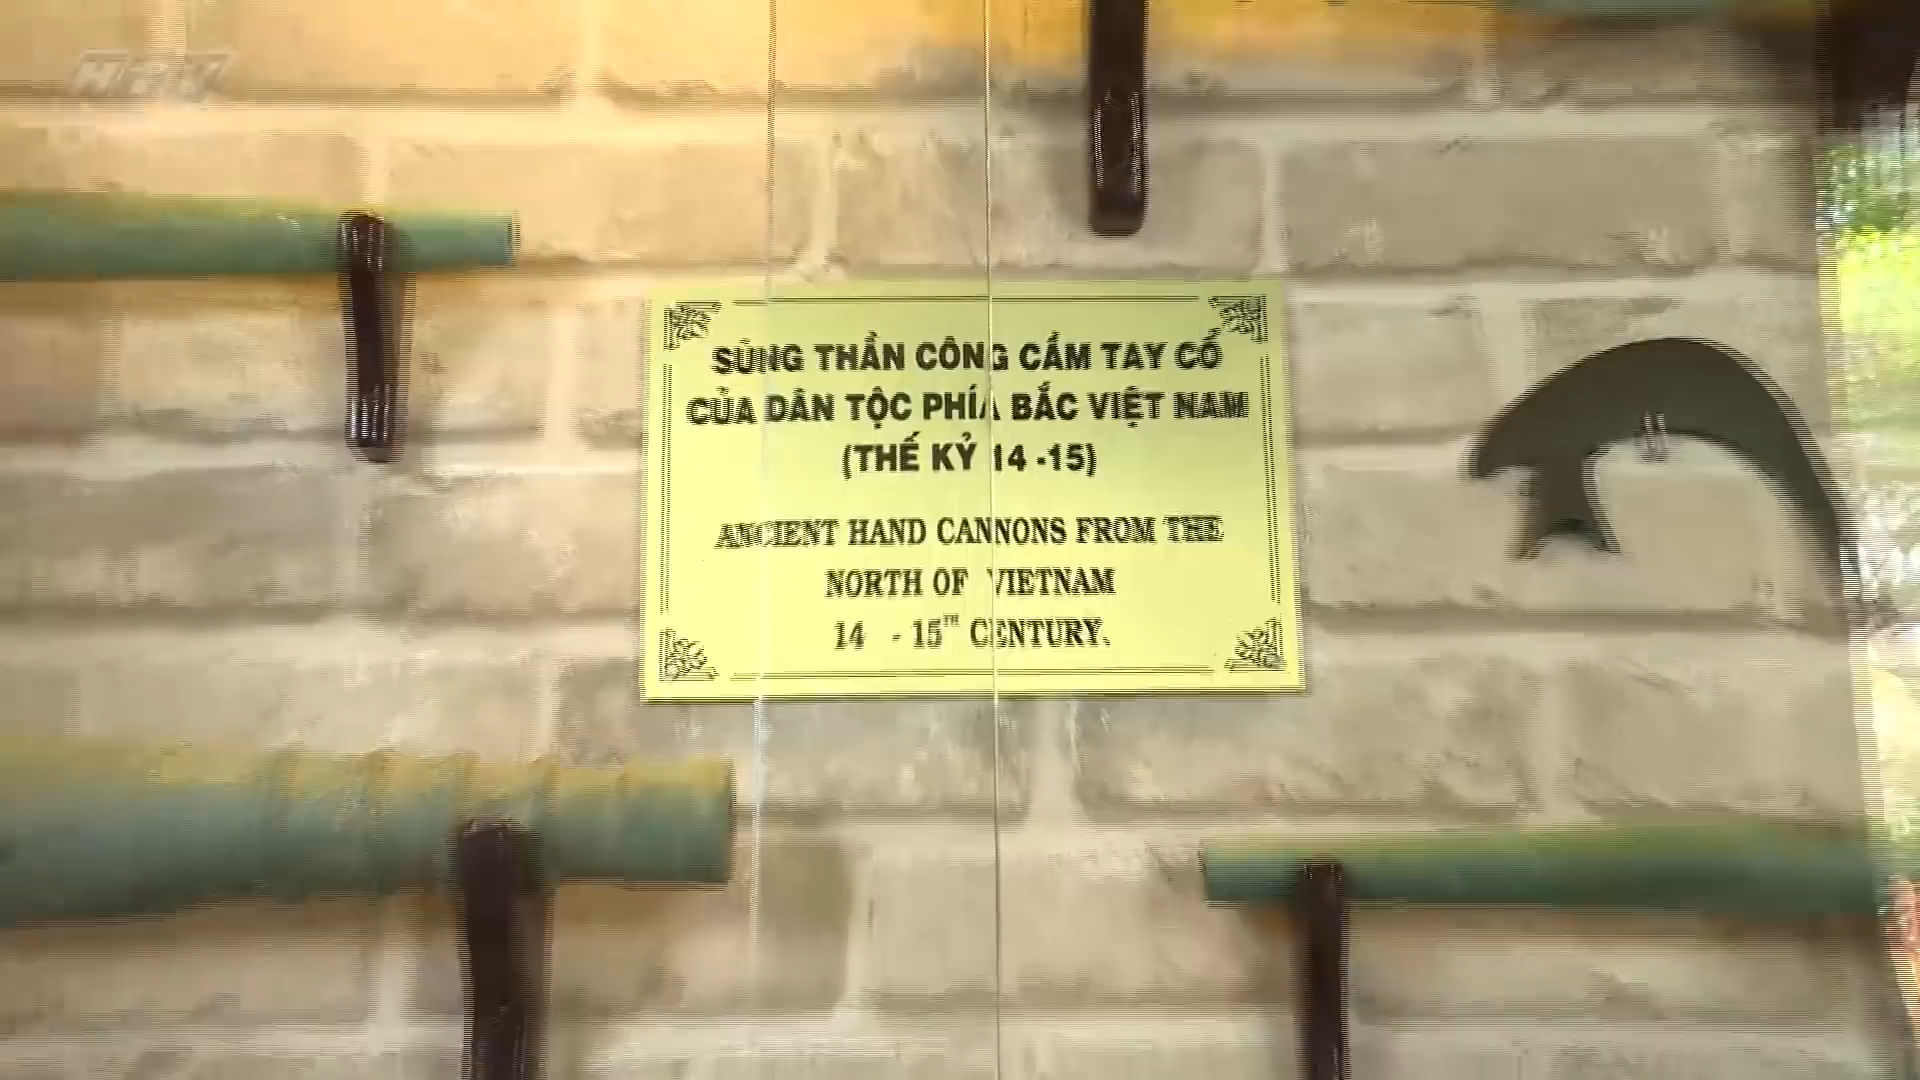 HTV
SÚNG THẦN CÔNG CẦM TAY CỔ
CỦA DÂN TỘC PHÍA BẮC VIỆT NAM
(THẾ KỶ 14 -15)
ANCIENT HAND CANNONS FROM THE
NORTH OF VIETNAM
14 - 15TH CENTURY.